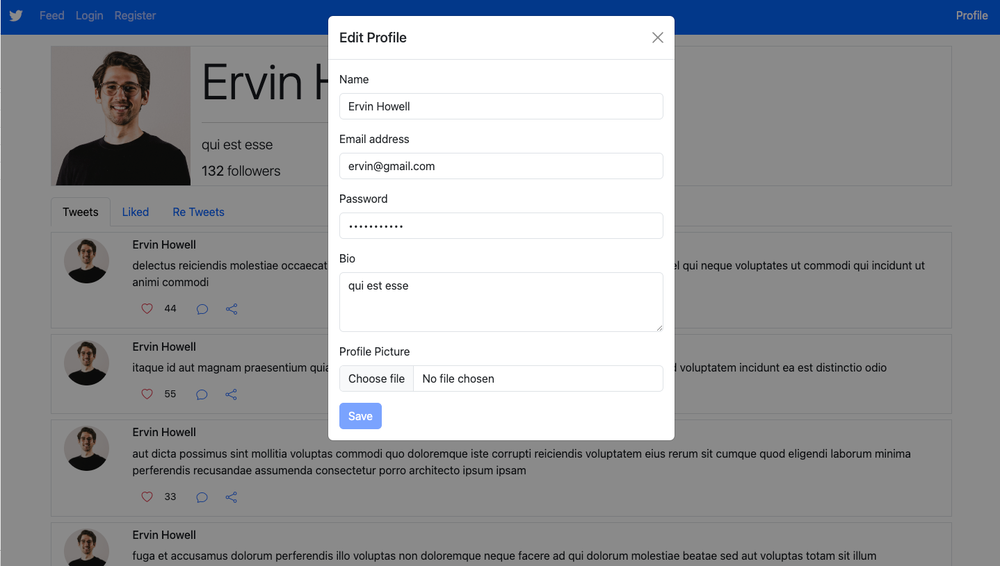 Feed Login Register Profile
Edit Profile
Name
Ervin Howell
Email address
ervin@gmail.com
Password
•••••••••••
Bio
qui est esse
Profile Picture
Choose file No file chosen
Save
Ervin
qui est esse
132 followers
Tweets Liked Re Tweets
Ervin Howell
delectus reiciendis molestiae occaecat
qui neque voluptates ut commodi qui incidunt ut
animi commodi
44
Ervin Howell
itaque id aut magnam praesentium
voluptatem incidunt ea est distinctio odio
55
Ervin Howell
aut dicta possimus sint mollitia voluptas commodi quo doloremque iste corrupti reiciendis voluptatem eius rerum sit cumque quod eligendi laborum minima
perferendis recusandae assumenda consectetur porro architecto ipsum ipsam
33
Ervin Howell
fuga et accusamus dolorum perferendis illo voluptas non doloremque neque facere ad qui dolorum molestiae beatae sed aut voluptas totam sit illum